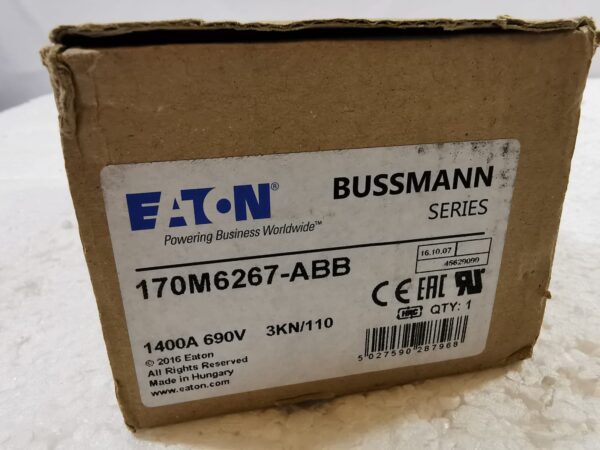 EATON®
Powering Business Worldwide™
BUSSMANN
SERIES
170M6267-ABB
16.10.07
45629099
CE EAC UR
QTY: 1
1400A 690V 3KN/110
© 2016 Eaton
All Rights Reserved
Made in Hungary
www.eaton.com
5 027590 287968